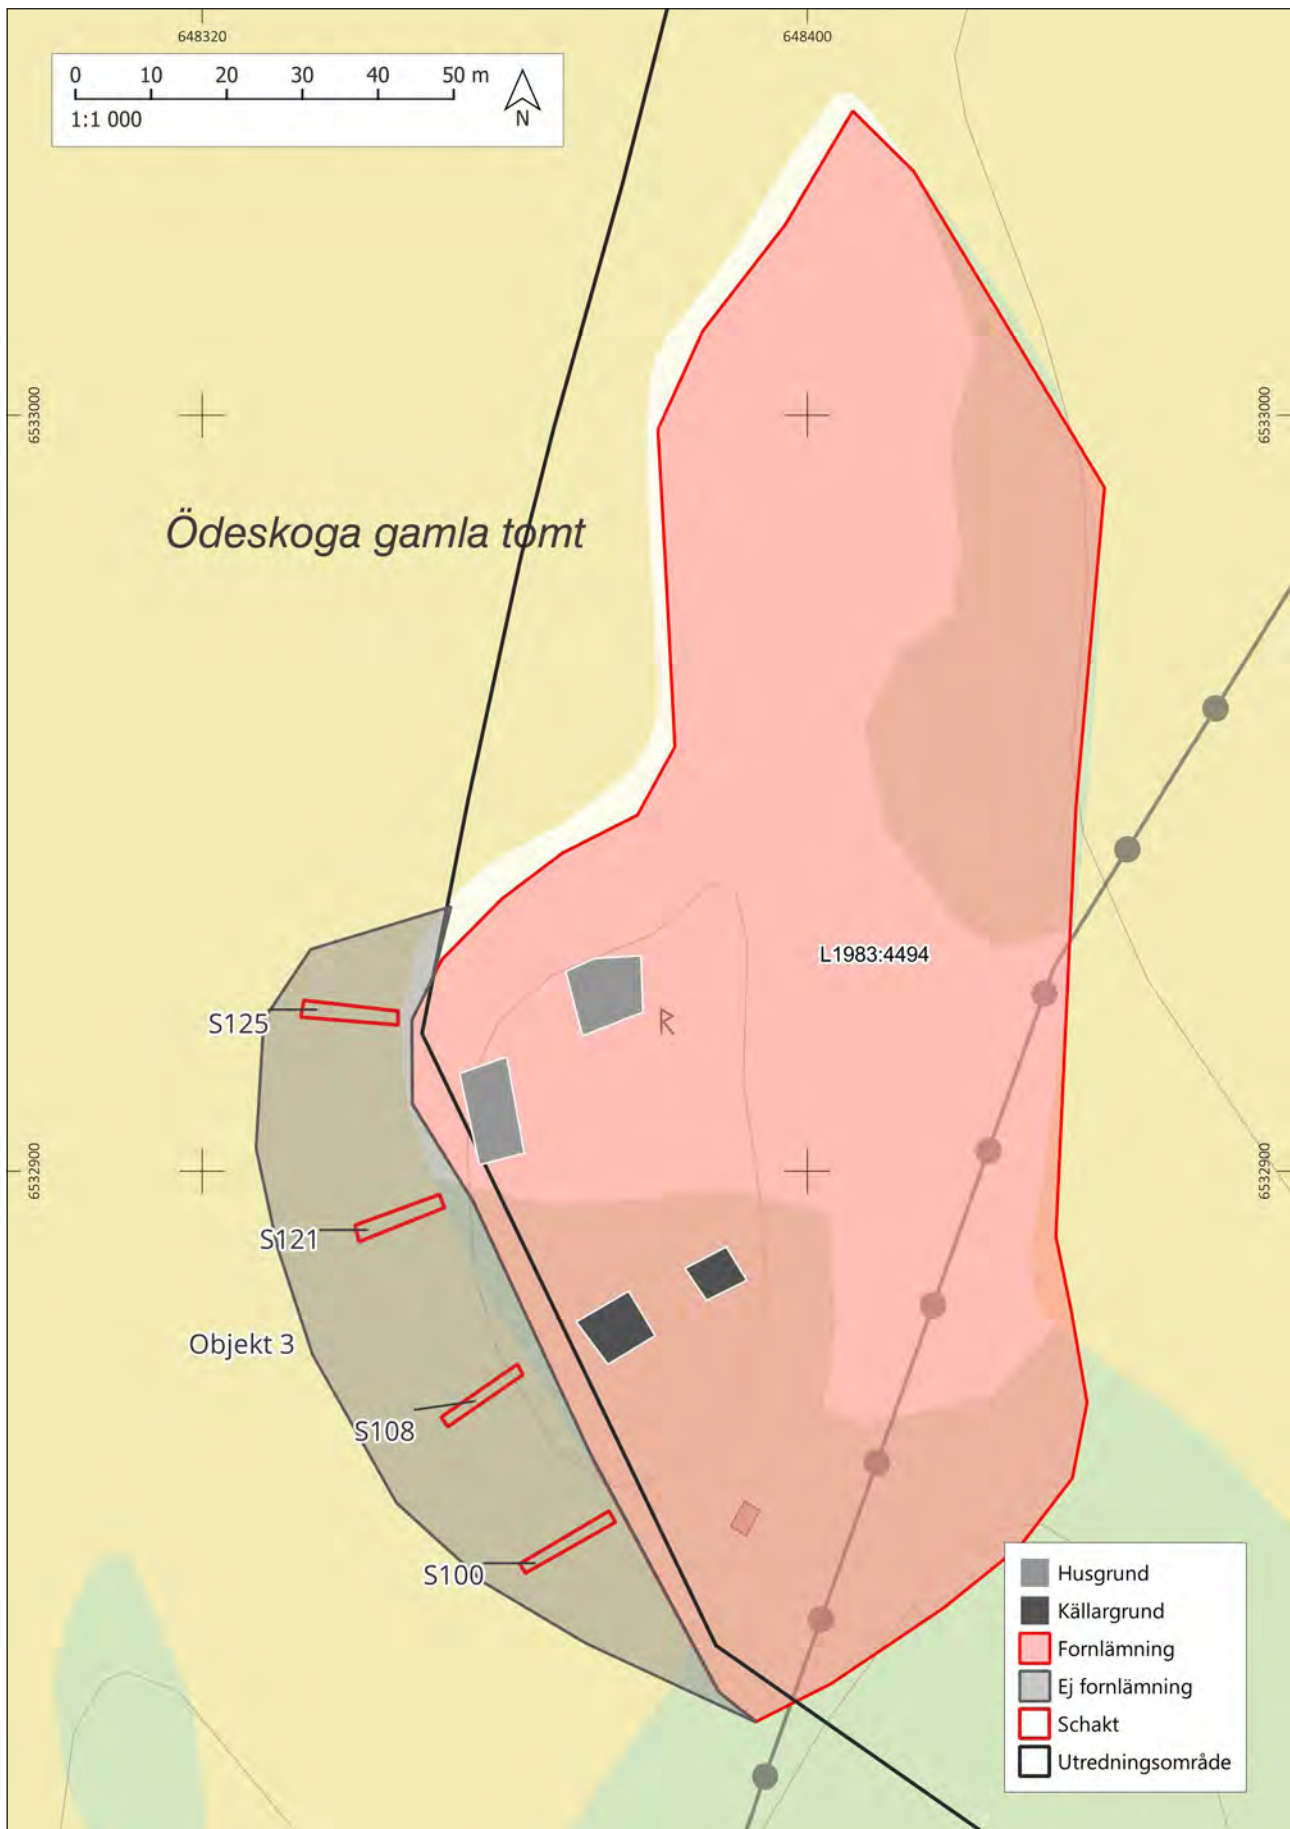 648320
648400
0 10 20 30 40 50 m
1:1 000
N
6533000
6533000
Ödeskoga gamla tomt
L1983:4494
R
S125
6532900
6532900
S121
Objekt 3
S108
S100
Husgrund
Källargrund
Fornlämning
Ej fornlämning
Schakt
Utredningsområde